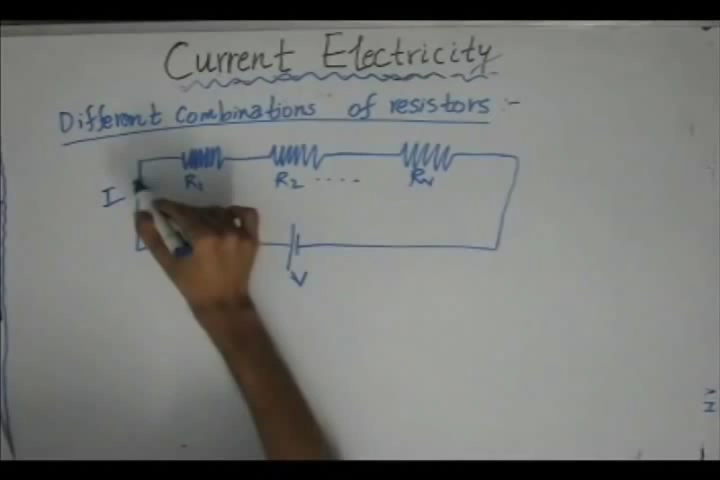 Current Electricity
Different Combinations of resistors :-
I
R1 R2 .... RN
V